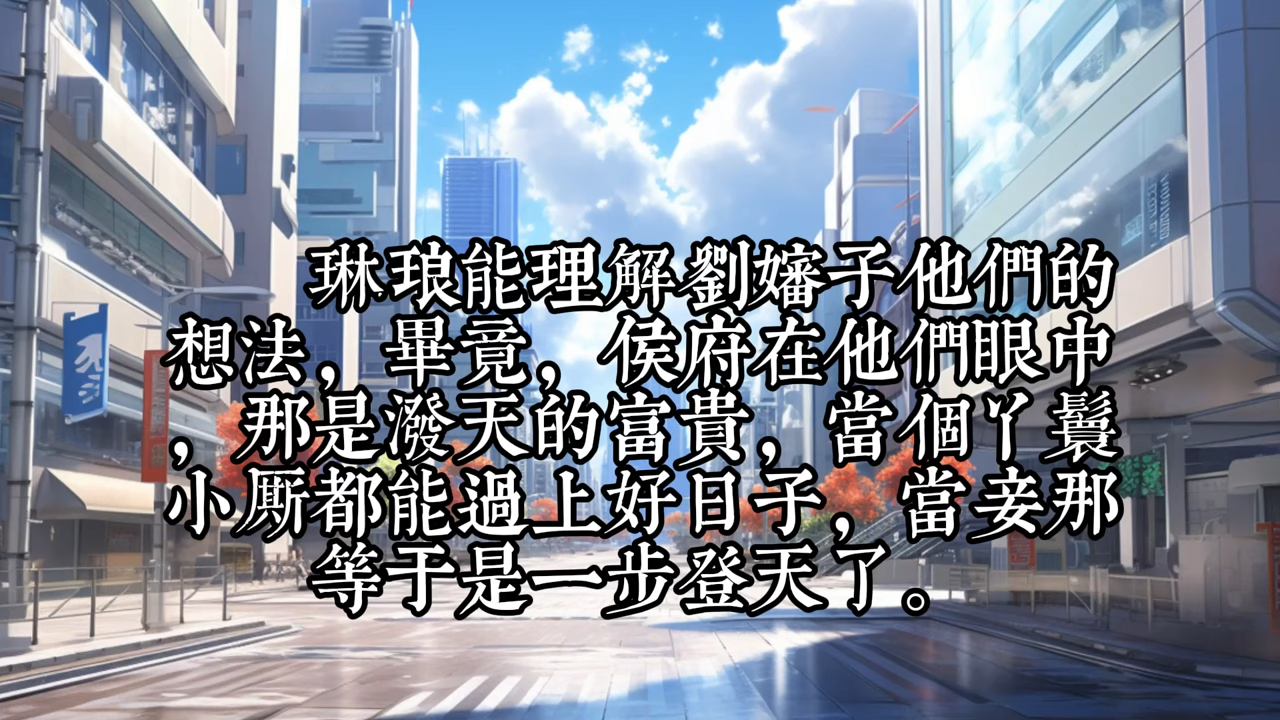 琳琅能理解劉嬸子他們的
想法，畢竟，侯府在他們眼中
，那是潑天的富貴，當個丫鬟
小厮都能過上好日子，當妾那
等于是一步登天了。